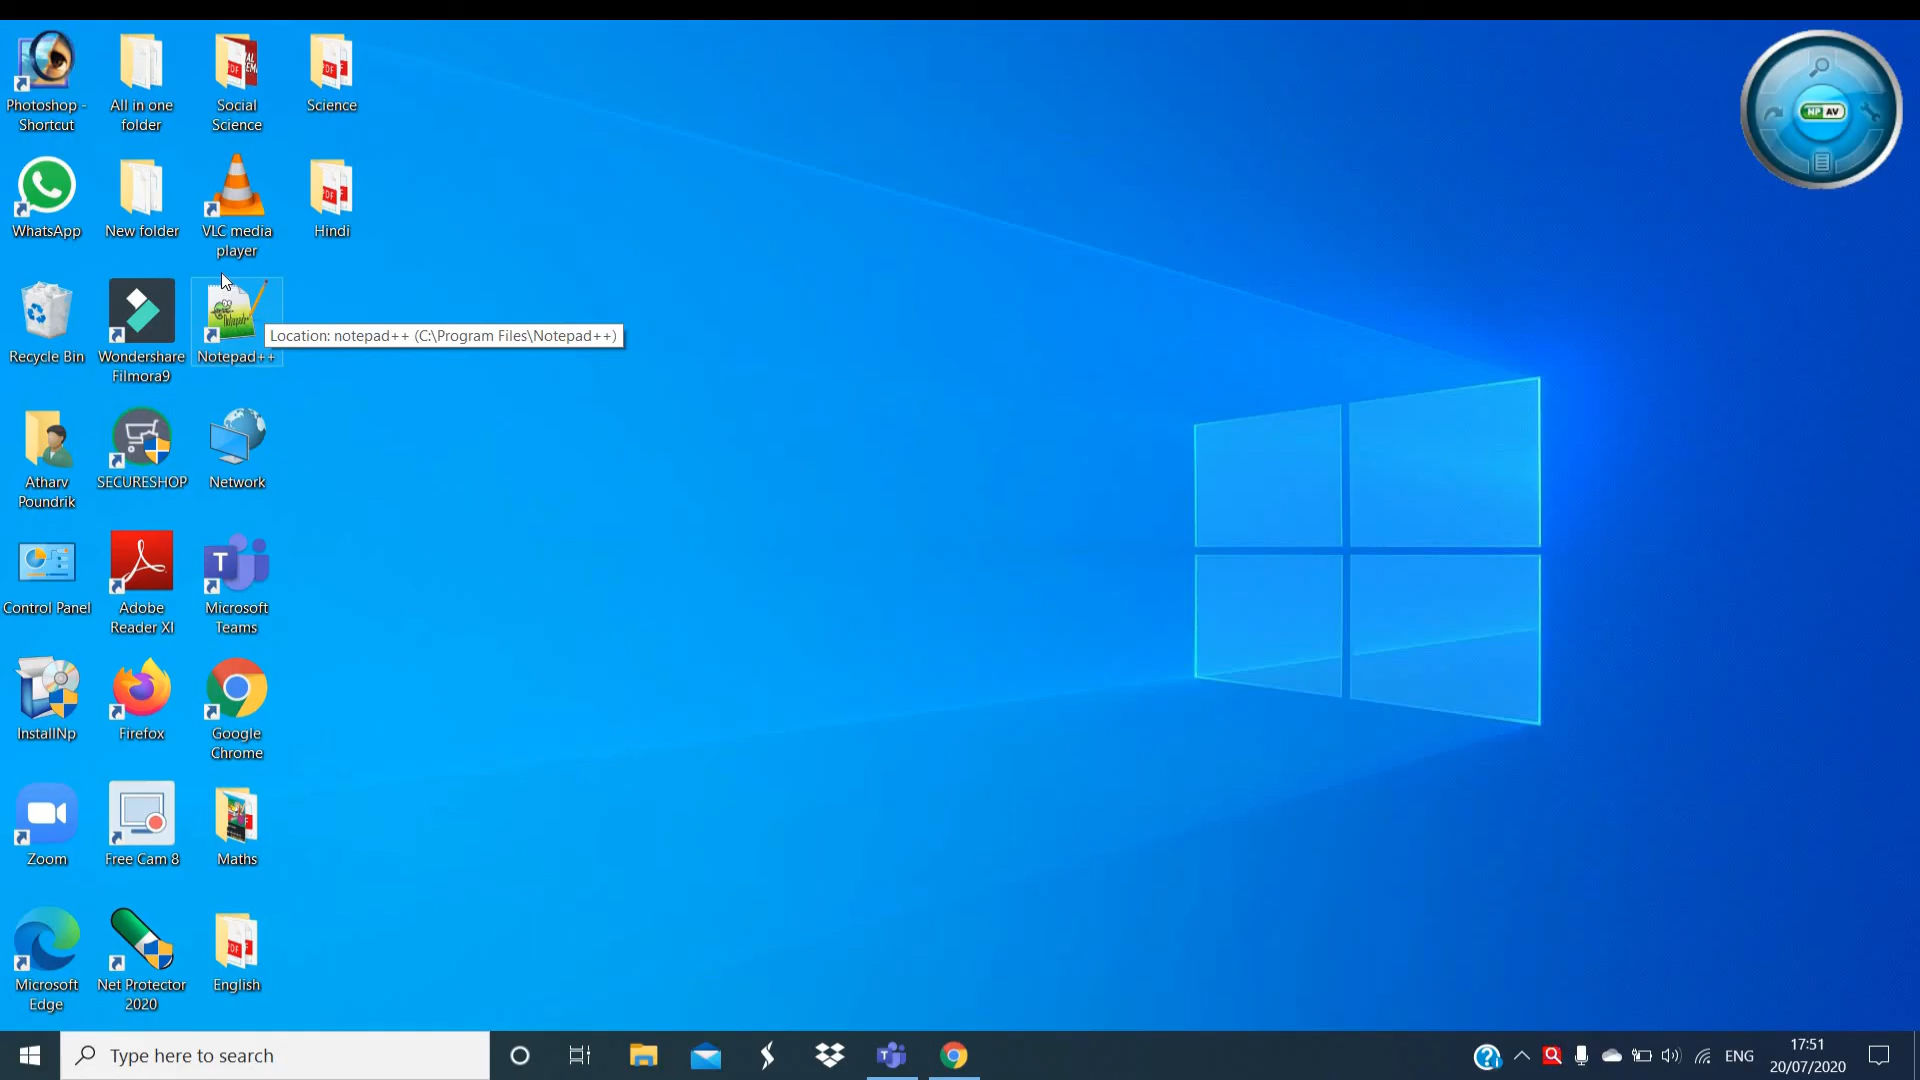 Photoshop -
Shortcut
All in one
folder
Social
Science
Science
WhatsApp
New folder
VLC media
player
Hindi
Recycle Bin
Wondershare
Filmora9
Notepad++
Location: notepad++ (C:\Program Files\Notepad++)
Atharv
Poundrik
SECURESHOP
Network
Control Panel
Adobe
Reader XI
Microsoft
Teams
InstallNp
Firefox
Google
Chrome
Zoom
Free Cam 8
Maths
Microsoft
Edge
Net Protector
2020
English
NP AV
Type here to search
ENG
17:51
20/07/2020